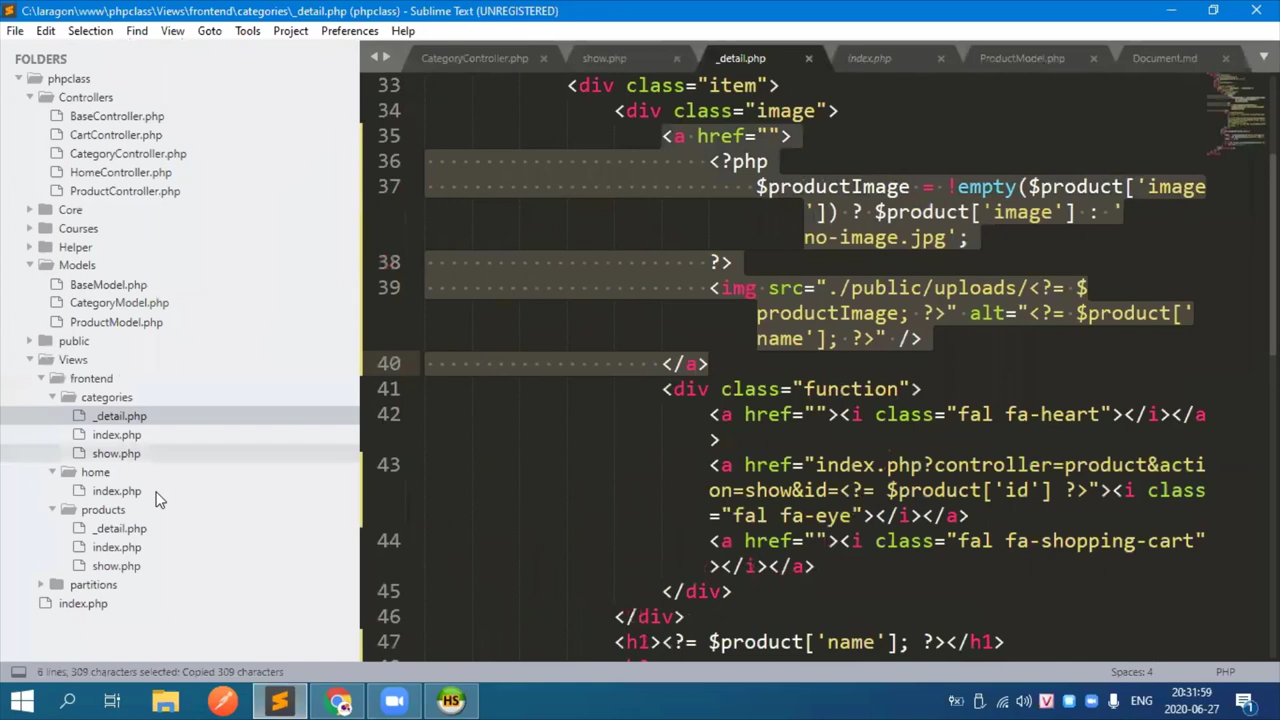 C:\laragon\www\phpclass\Views\frontend\categories\_detail.php (phpclass) - Sublime Text (UNREGISTERED)
File Edit Selection Find View Goto Tools Project Preferences Help
FOLDERS
phpclass
Controllers
BaseController.php
CartController.php
CategoryController.php
HomeController.php
ProductController.php
Core
Courses
Helper
Models
BaseModel.php
CategoryModel.php
ProductModel.php
public
Views
frontend
categories
_detail.php
index.php
show.php
home
index.php
products
_detail.php
index.php
show.php
partitions
index.php
CategoryController.php show.php _detail.php index.php ProductModel.php Document.md
33 <div class="item">
34 <div class="image">
35 <a href="">
36 <?php
37 $productImage = !empty($product['image
']) ? $product['image'] : '
no-image.jpg';
38 ?>
39 <img src="./public/uploads/<?= $
productImage; ?>" alt="<?= $product['
name']; ?>" />
40 </a>
41 <div class="function">
42 <a href=""><i class="fal fa-heart"></i></a
>
43 <a href="index.php?controller=product&acti
on=show&id=<?= $product['id'] ?>"><i class
="fal fa-eye"></i></a>
44 <a href=""><i class="fal fa-shopping-cart"
></i></a>
45 </div>
46 </div>
47 <h1><?= $product['name']; ?></h1>
6 lines, 309 characters selected: Copied 309 characters Spaces: 4 PHP
HS
V
ENG
20:31:59
2020-06-27
1